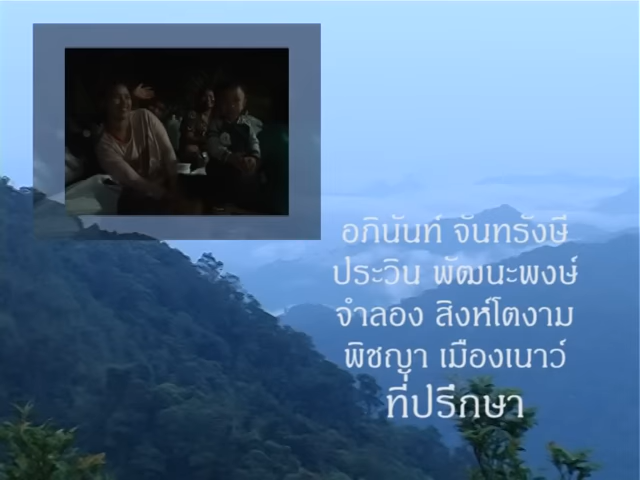 อภินันท์ จันทรังษี
ประวิน พัฒนะพงษ์
จำลอง สิงห์โตงาม
พิชญา เมืองเนาว์
ที่ปรึกษา